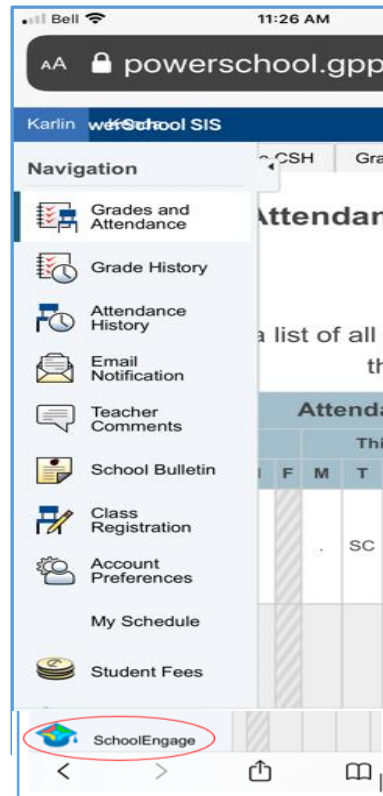 Bell 11:26 AM
AA powerschool.gpp
Karlin
werSchool SIS
Navigation
CSH Gra
Grades and
Attendance
Attendan
Grade History
Attendance
History
a list of all
th
Email
Notification
Teacher
Comments
Attenda
Thi
School Bulletin
F M T
Class
Registration
. SC
Account
Preferences
My Schedule
Student Fees
SchoolEngage